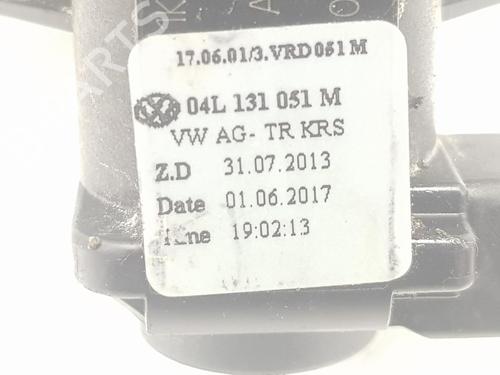 17.06.01/3.VRD051M
04L 131 051 M
VW AG- TR KRS
Z.D 31.07.2013
Date 01.06.2017
Time 19:02:13